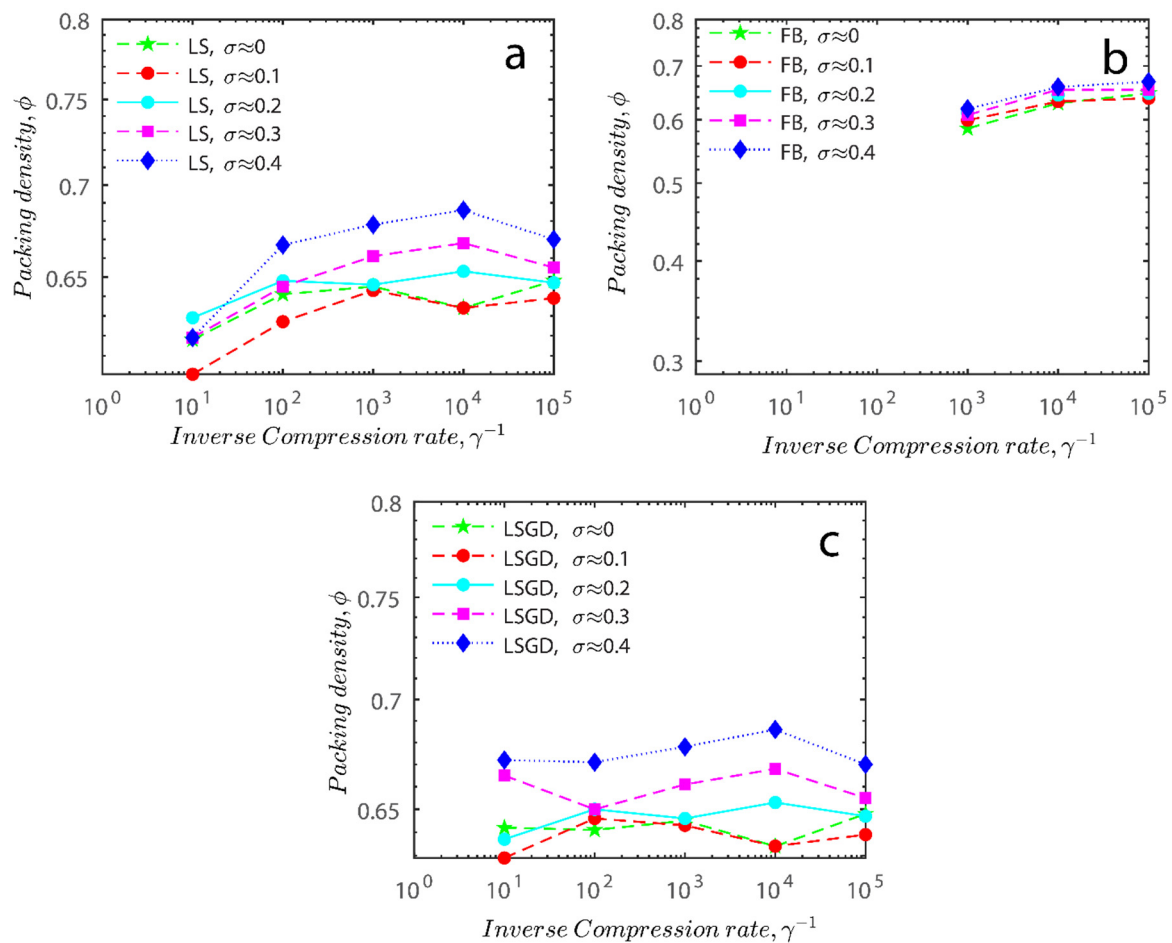 0.8
LS, σ≈0
LS, σ≈0.1
LS, σ≈0.2
LS, σ≈0.3
LS, σ≈0.4
a
0.75
0.7
0.65
Packing density, ϕ
10^0 10^1 10^2 10^3 10^4 10^5
Inverse Compression rate, γ^-1
0.8
FB, σ≈0
FB, σ≈0.1
FB, σ≈0.2
FB, σ≈0.3
FB, σ≈0.4
b
0.7
0.6
0.5
0.4
0.3
Packing density, ϕ
10^0 10^1 10^2 10^3 10^4 10^5
Inverse Compression rate, γ^-1
0.8
LSGD, σ≈0
LSGD, σ≈0.1
LSGD, σ≈0.2
LSGD, σ≈0.3
LSGD, σ≈0.4
c
0.75
0.7
0.65
Packing density, ϕ
10^0 10^1 10^2 10^3 10^4 10^5
Inverse Compression rate, γ^-1